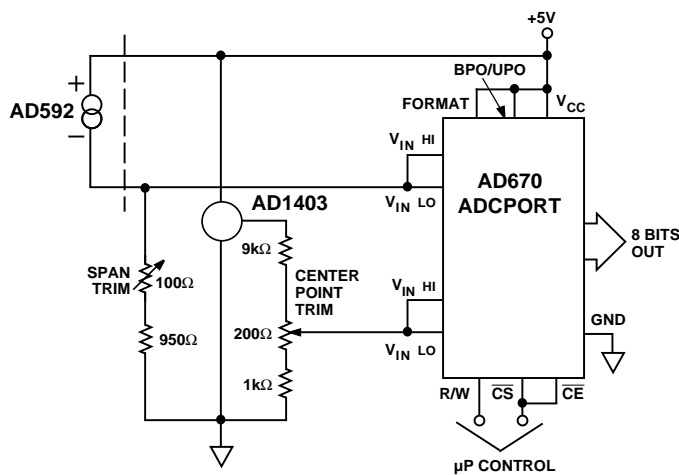 +5V
BPO/UPO
FORMAT
VCC
+
AD592
–
VIN HI
VIN LO
AD670
ADCPORT
8 BITS
OUT
AD1403
9kΩ
SPAN
TRIM
100Ω
CENTER
POINT
TRIM
200Ω
950Ω
1kΩ
VIN HI
VIN LO
GND
R/W
CS
CE
µP CONTROL